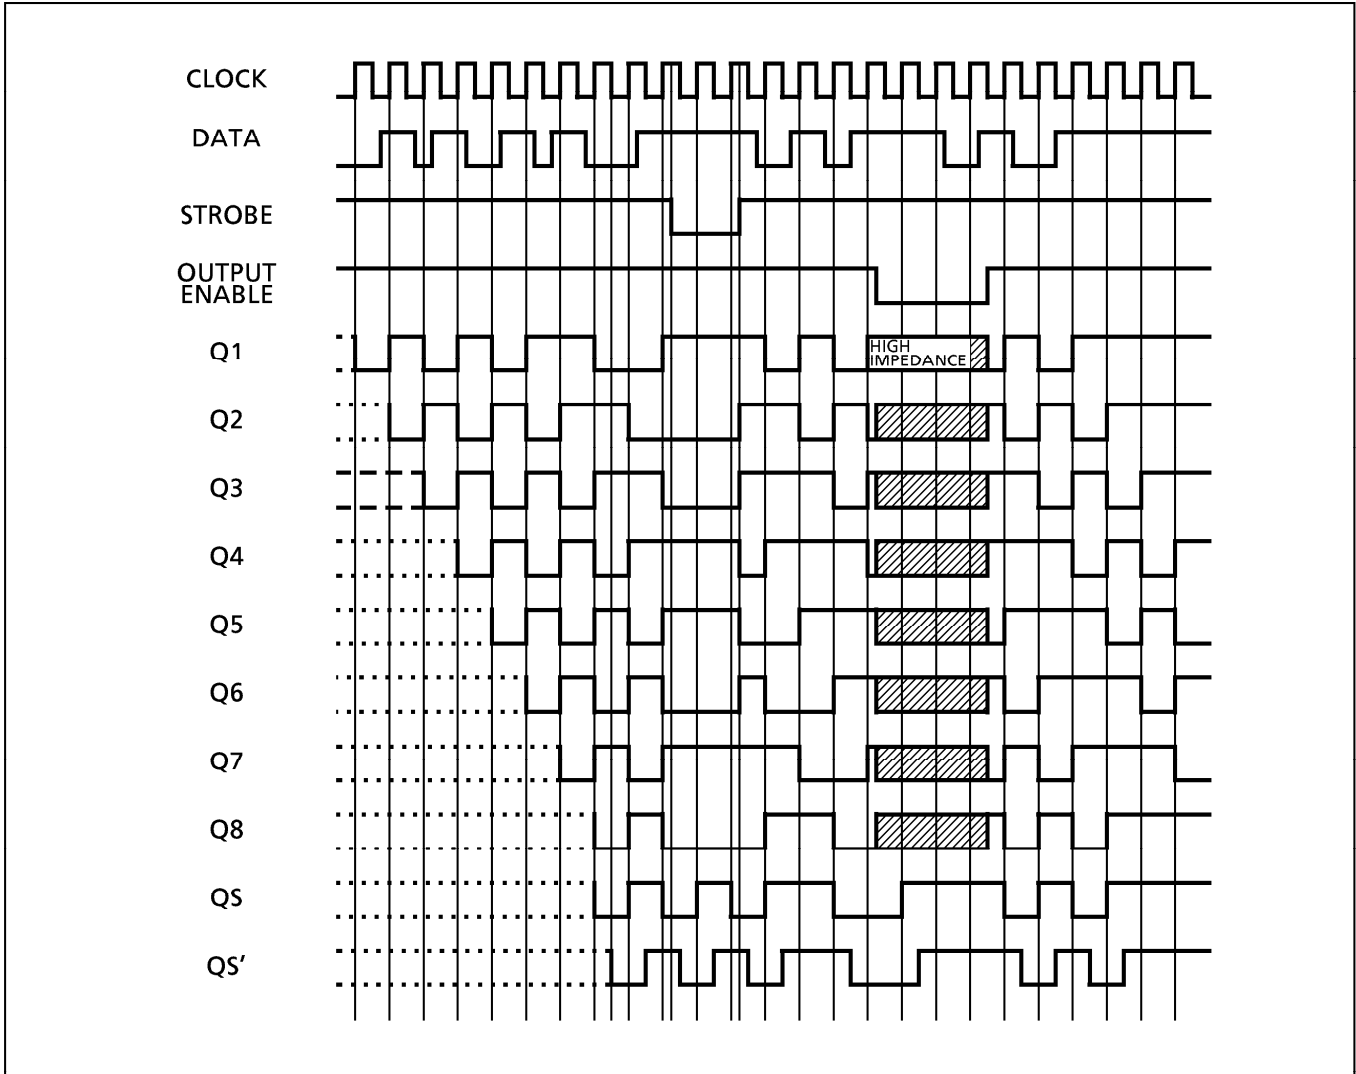 CLOCK
DATA
STROBE
OUTPUT
ENABLE
Q1
HIGH
IMPEDANCE
Q2
Q3
Q4
Q5
Q6
Q7
Q8
QS
QS′